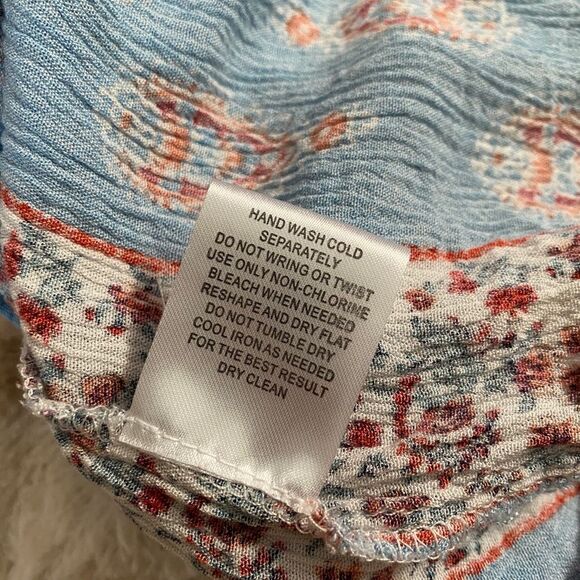 HAND WASH COLD
SEPARATELY
DO NOT WRING OR TWIST
USE ONLY NON-CHLORINE
BLEACH WHEN NEEDED
RESHAPE AND DRY FLAT
DO NOT TUMBLE DRY
COOL IRON.AS NEEDED
FOR THE BEST RESULT
DRY CLEAN